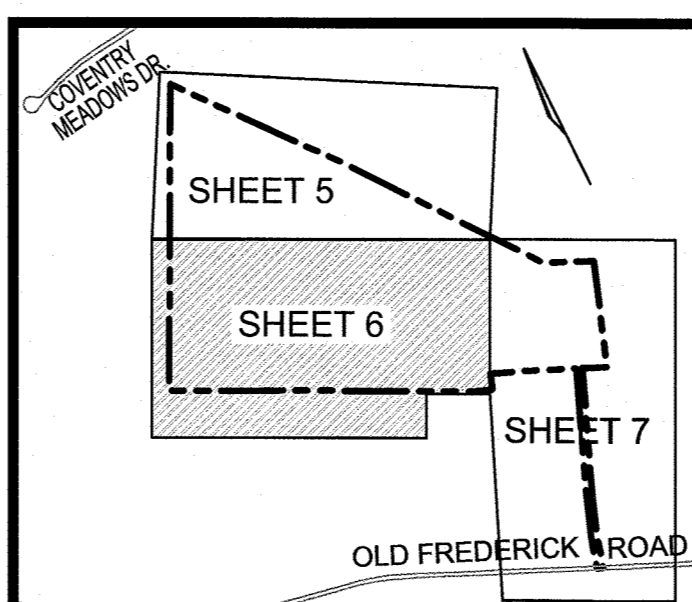 COVENTRY
MEADOWS DR.
SHEET 5
SHEET 6
SHEET 7
OLD FREDERICK ROAD